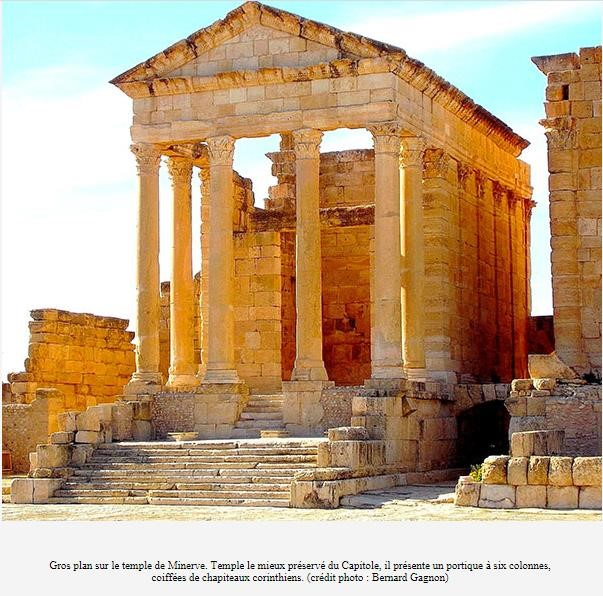 Gros plan sur le temple de Minerve. Temple le mieux préservé du Capitole, il présente un portique à six colonnes,
coiffées de chapiteaux corinthiens. (crédit photo : Bernard Gagnon)